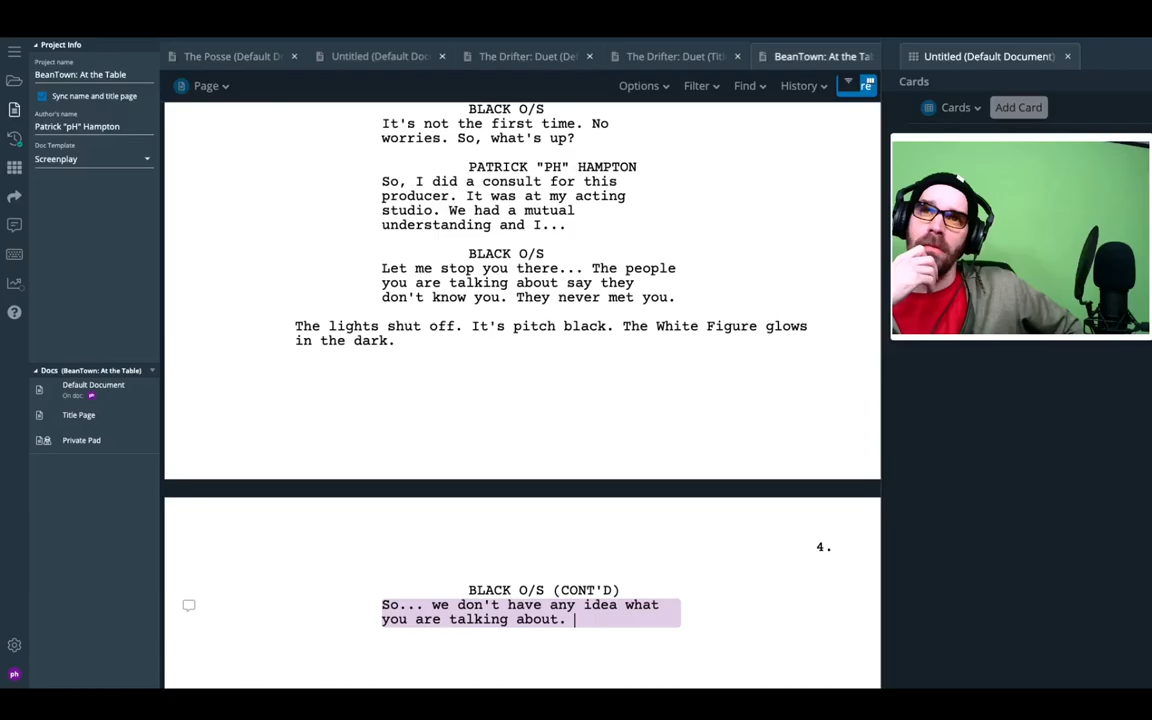 Project Info
Project name
BeanTown: At the Table
Sync name and title page
Author's name
Patrick "pH" Hampton
Doc Template
Screenplay
Docs (BeanTown: At the Table)
Default Document
On doc: ph
Title Page
Private Pad
ph
The Posse (Default D
Untitled (Default Doc
The Drifter: Duet (De
The Drifter: Duet (Titl
BeanTown: At the Ta
Page
Options
Filter
Find
History
re
BLACK O/S
It's not the first time. No
worries. So, what's up?
PATRICK "PH" HAMPTON
So, I did a consult for this
producer. It was at my acting
studio. We had a mutual
understanding and I...
BLACK O/S
Let me stop you there... The people
you are talking about say they
don't know you. They never met you.
The lights shut off. It's pitch black. The White Figure glows
in the dark.
4.
BLACK O/S (CONT'D)
So... we don't have any idea what
you are talking about.
Untitled (Default Document)
Cards
Cards
Add Card